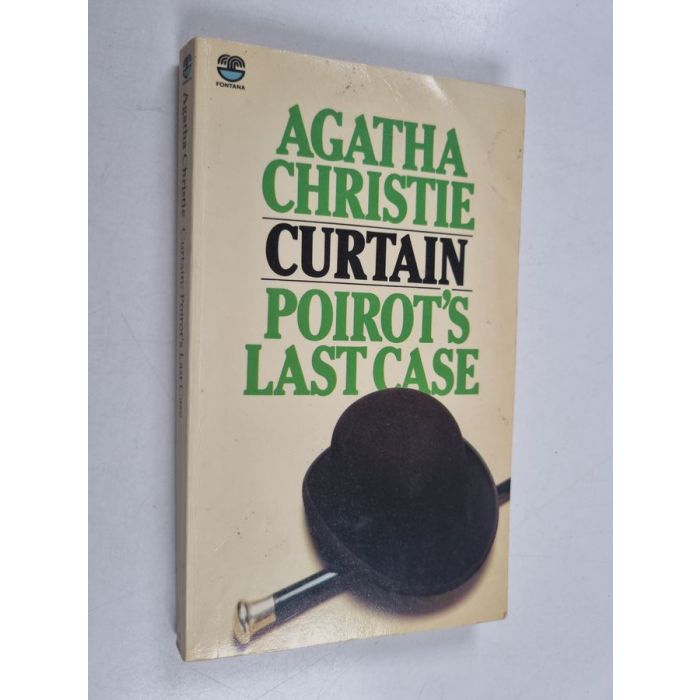 FONTANA
AGATHA
CHRISTIE
CURTAIN
POIROT'S
LAST CASE
Agatha Christie Curtain: Poirot's Last Case